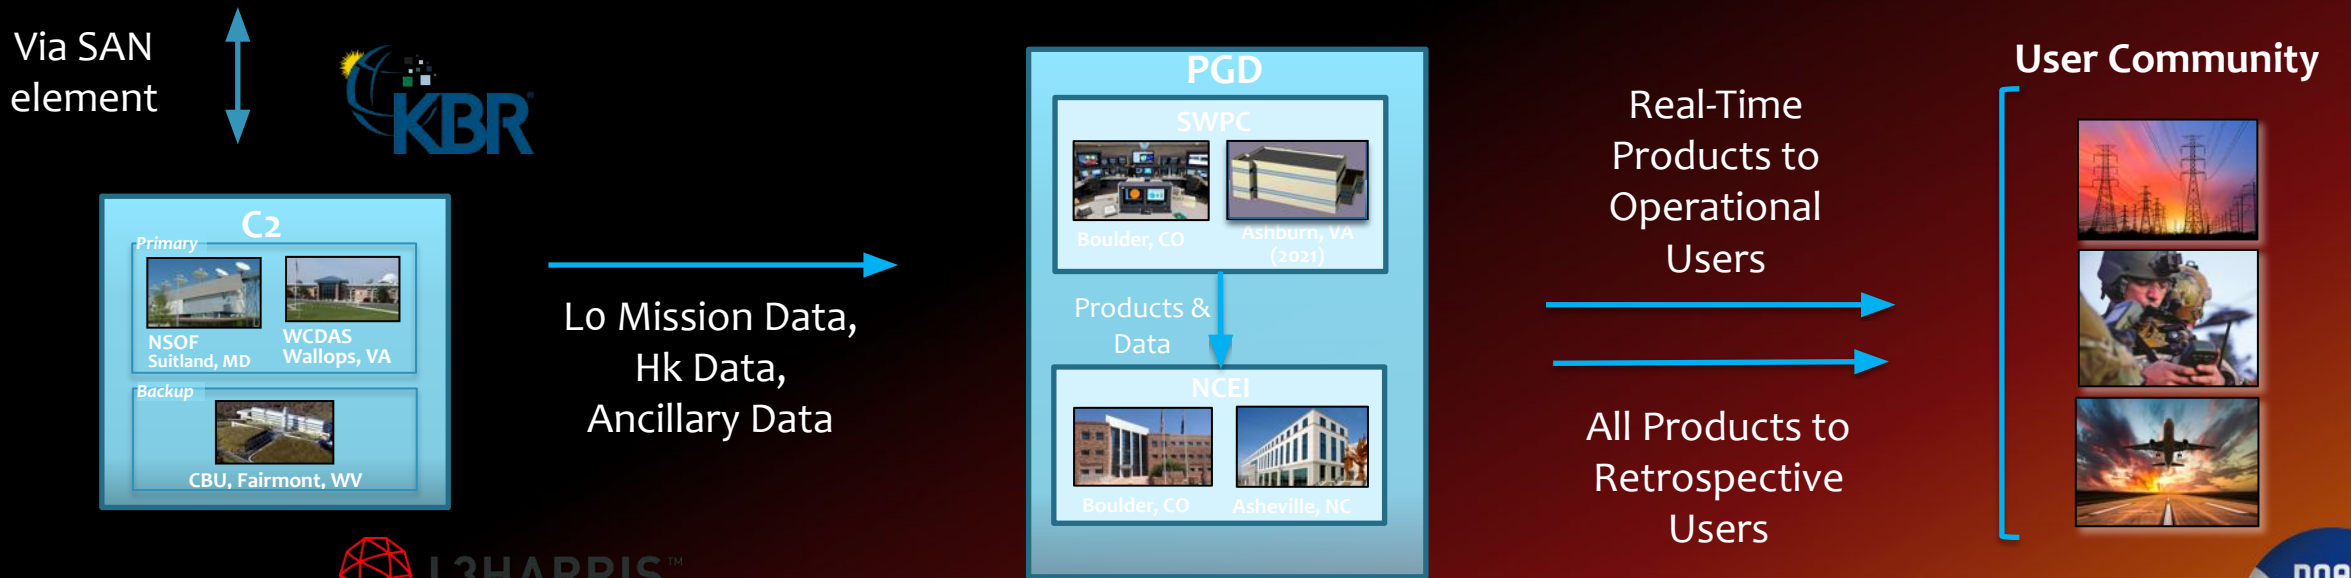 Via SAN
element
KBR
C2
Primary
NSOF
Suitland, MD
WCDAS
Wallops, VA
Backup
CBU, Fairmont, WV
L3HARRIS™
L0 Mission Data,
Hk Data,
Ancillary Data
PGD
SWPC
Boulder, CO
Ashburn, VA
(2021)
Products &
Data
NCEI
Boulder, CO
Asheville, NC
Real-Time
Products to
Operational
Users
All Products to
Retrospective
Users
User Community